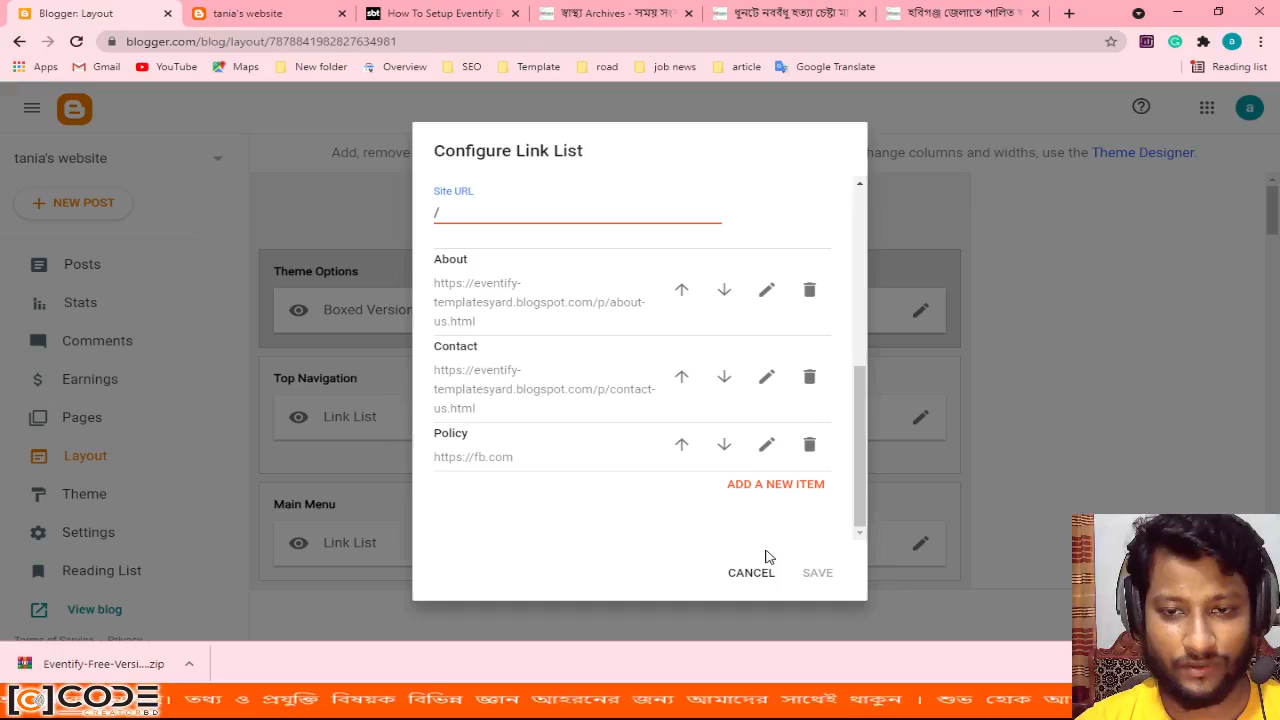 Blogger: Layout
tania's website
How To Setup Eventify B
স্বাস্থ্য Archives - সময় সং
ধুনটে নববধু হত্যা চেষ্টা মা
হবিগঞ্জ জেলাতে পালিত হ
blogger.com/blog/layout/7878841982827634981
Apps
Gmail
YouTube
Maps
New folder
Overview
SEO
Template
road
job news
article
Google Translate
Reading list
tania's website
Add, remove
hange columns and widths, use the Theme Designer.
NEW POST
Posts
Stats
Comments
Earnings
Pages
Layout
Theme
Settings
Reading List
View blog
Terms of Service · Privacy ·
Theme Options
Boxed Version
Top Navigation
Link List
Main Menu
Link List
Configure Link List
Site URL
/
About
https://eventify-
templatesyard.blogspot.com/p/about-
us.html
Contact
https://eventify-
templatesyard.blogspot.com/p/contact-
us.html
Policy
https://fb.com
ADD A NEW ITEM
CANCEL
SAVE
Eventify-Free-Versi....zip
CODE
CREATORBD
। তথ্য ও প্রযুক্তি বিষয়ক বিভিন্ন জ্ঞান আহরনের জন্য আমাদের সাথেই থাকুন । শুভ হোক আ